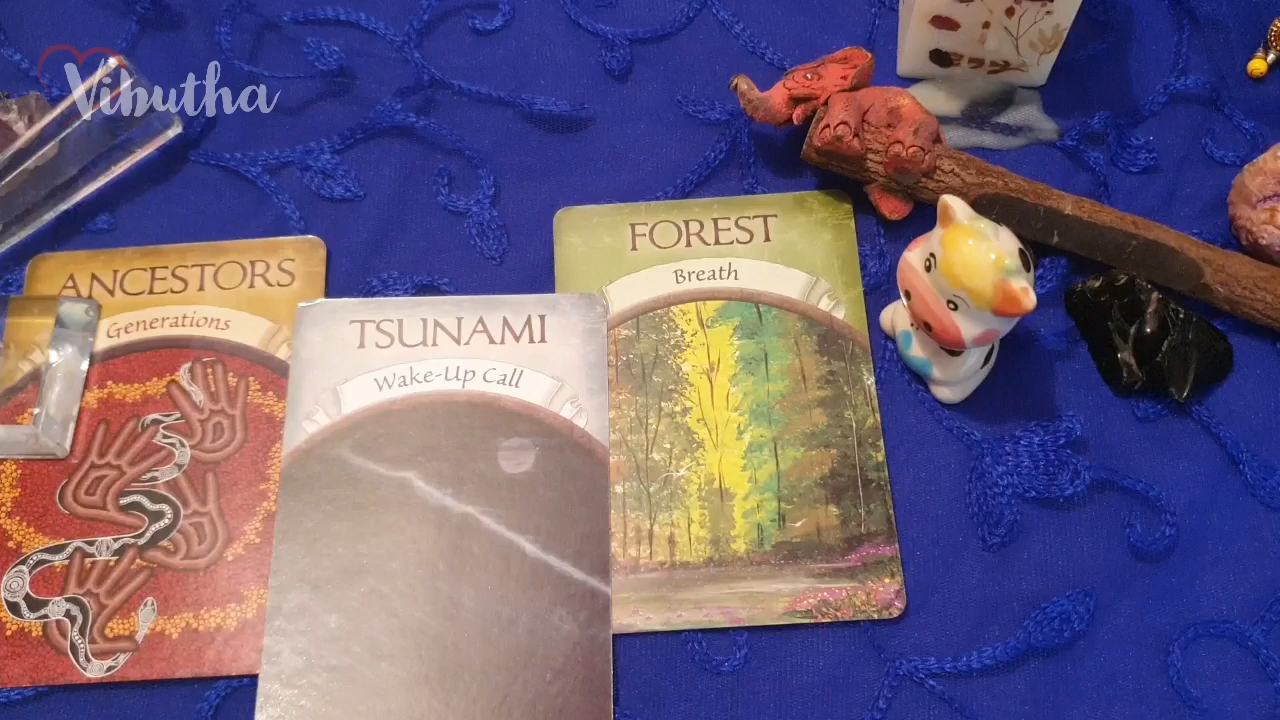 Vibutha
ANCESTORS
Generations
TSUNAMI
Wake-Up Call
FOREST
Breath